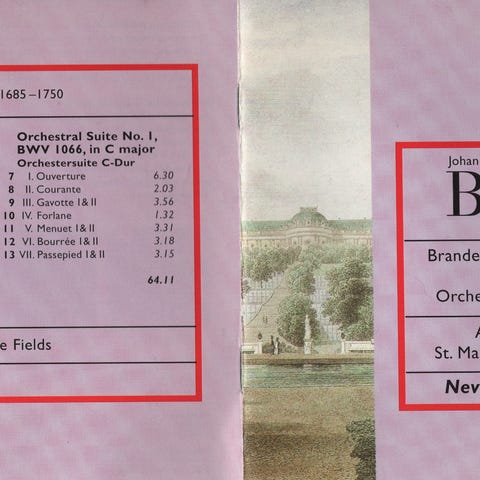 1685–1750
Orchestral Suite No. 1,
BWV 1066, in C major
Orchestersuite C-Dur
7 I. Ouverture 6.30
8 II. Courante 2.03
9 III. Gavotte I & II 3.56
10 IV. Forlane 1.32
11 V. Menuet I & II 3.31
12 VI. Bourrée I & II 3.18
13 VII. Passepied I & II 3.15
64.11
e Fields
Johan
B
Brande
Orche
A
St. Ma
Nev